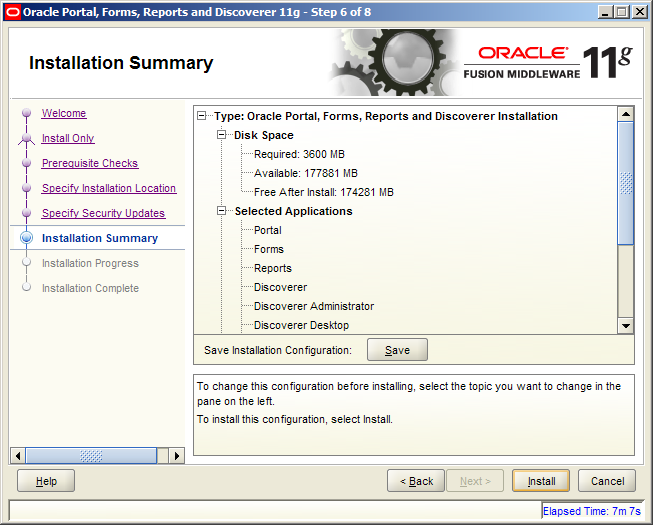 Oracle Portal, Forms, Reports and Discoverer 11g - Step 6 of 8
Installation Summary
ORACLE
FUSION MIDDLEWARE 11g
Welcome
Install Only
Prerequisite Checks
Specify Installation Location
Specify Security Updates
Installation Summary
Installation Progress
Installation Complete
Type: Oracle Portal, Forms, Reports and Discoverer Installation
Disk Space
Required: 3600 MB
Available: 177881 MB
Free After Install: 174281 MB
Selected Applications
Portal
Forms
Reports
Discoverer
Discoverer Administrator
Discoverer Desktop
Save Installation Configuration: Save
To change this configuration before installing, select the topic you want to change in the
pane on the left.
To install this configuration, select Install.
Help < Back Next > Install Cancel
Elapsed Time: 7m 7s